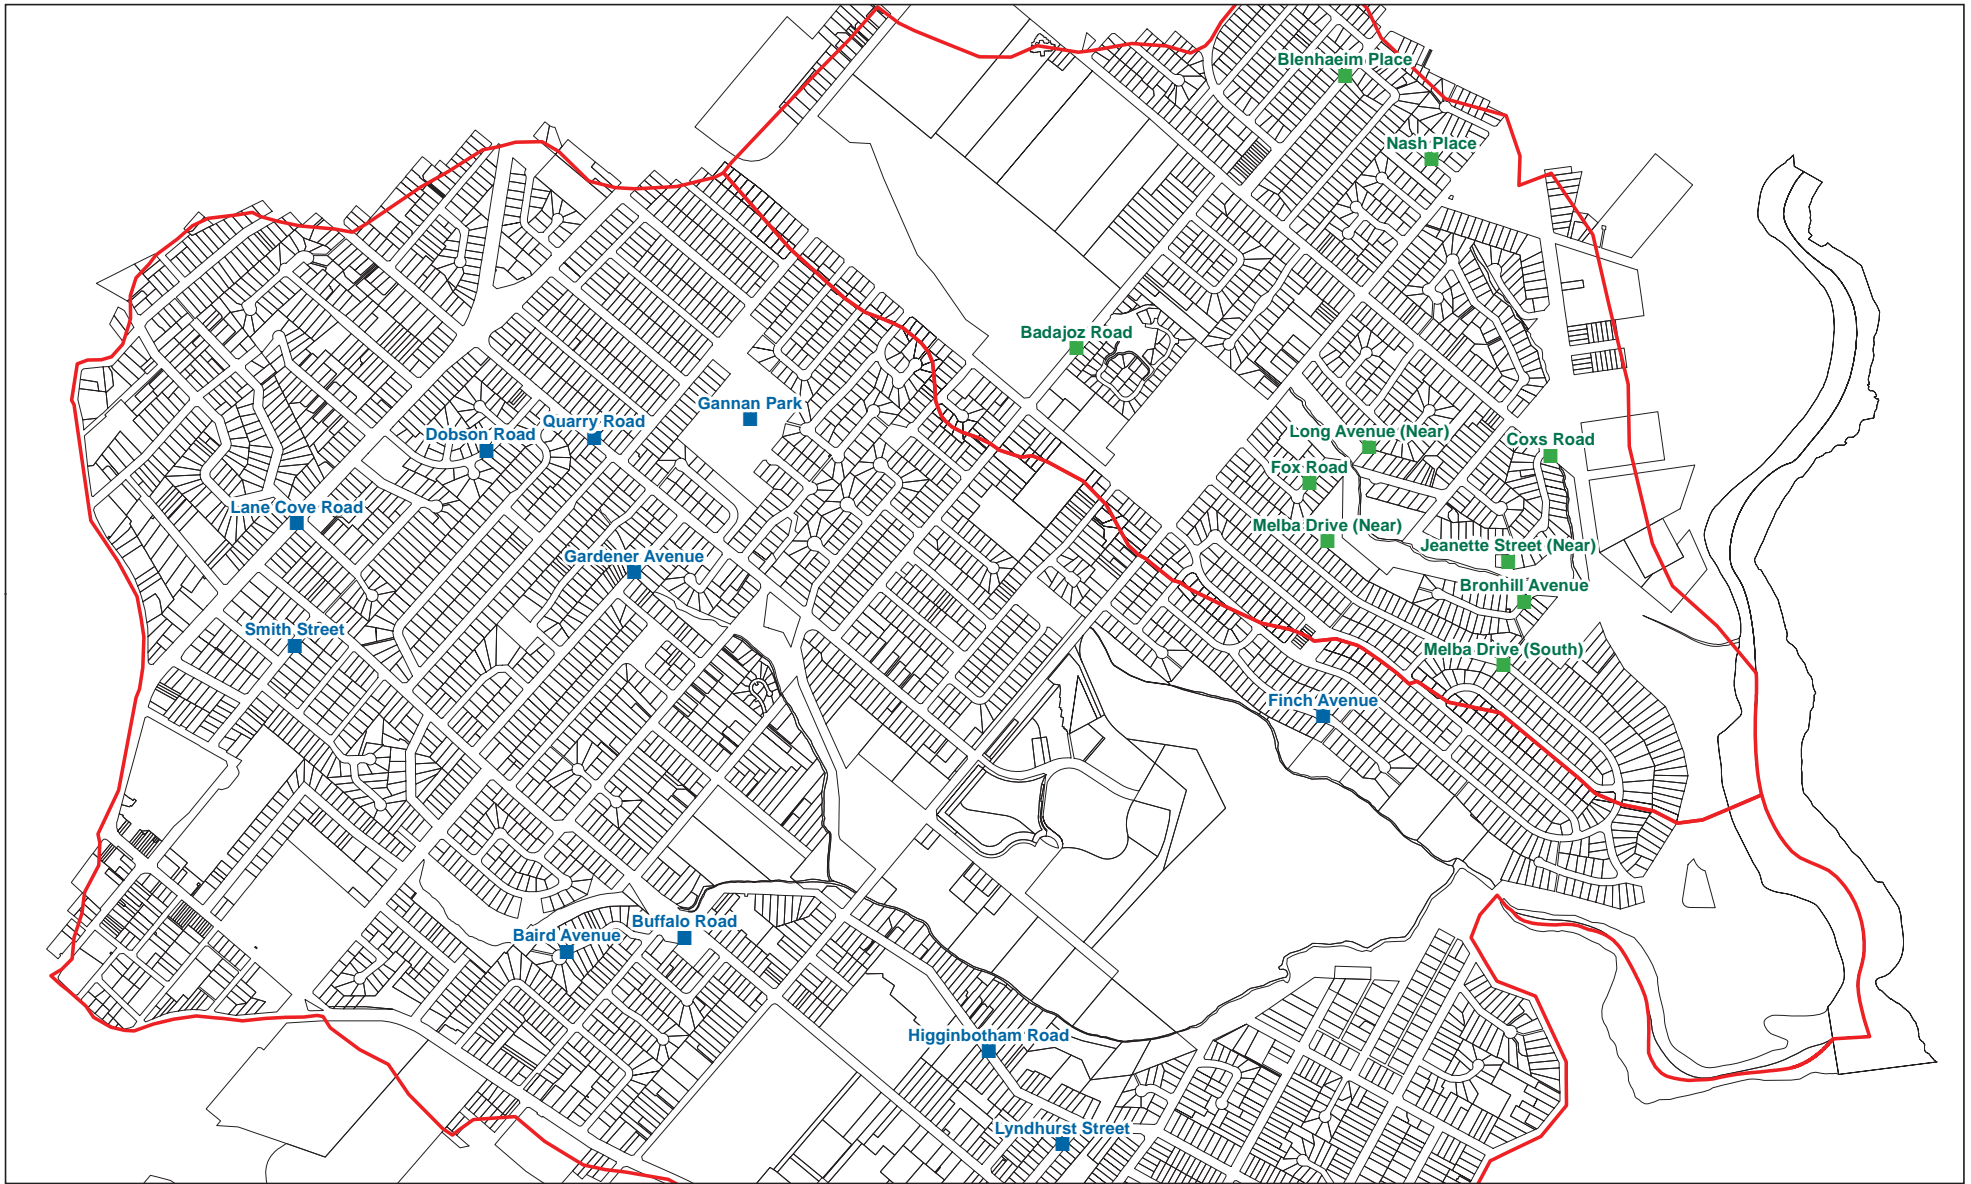 Blenhaeim Place
Nash Place
Badajoz Road
Gannan Park
Quarry Road
Dobson Road
Long Avenue (Near)
Coxs Road
Fox Road
Lane Cove Road
Melba Drive (Near)
Jeanette Street (Near)
Gardener Avenue
Bronhill Avenue
Smith Street
Melba Drive (South)
Finch Avenue
Buffalo Road
Baird Avenue
Higginbotham Road
Lyndhurst Street